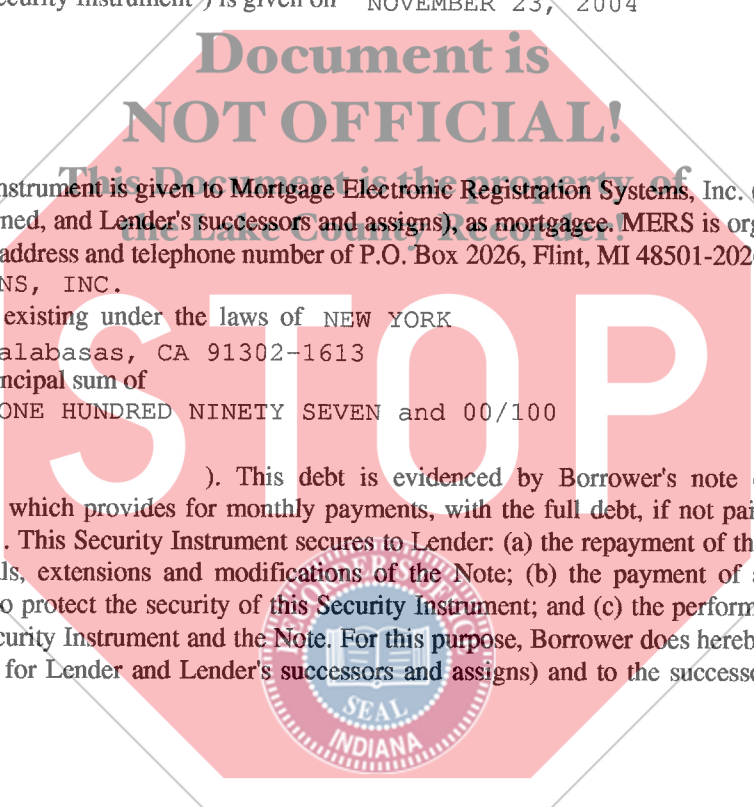 ecurity Instrument") is given on NOVEMBER 23, 2004
Document is
NOT OFFICIAL!
This Document is the property of
the Lake County Recorder!
nstrument is given to Mortgage Electronic Registration Systems, Inc. (
ned, and Lender's successors and assigns), as mortgagee. MERS is org
address and telephone number of P.O. Box 2026, Flint, MI 48501-202
NS, INC.
existing under the laws of NEW YORK
alabasas, CA 91302-1613
ncipal sum of
ONE HUNDRED NINETY SEVEN and 00/100
STOP
). This debt is evidenced by Borrower's note
which provides for monthly payments, with the full debt, if not pai
. This Security Instrument secures to Lender: (a) the repayment of th
ls, extensions and modifications of the Note; (b) the payment of
o protect the security of this Security Instrument; and (c) the perform
curity Instrument and the Note. For this purpose, Borrower does hereb
for Lender and Lender's successors and assigns) and to the successo
SEAL
INDIANA